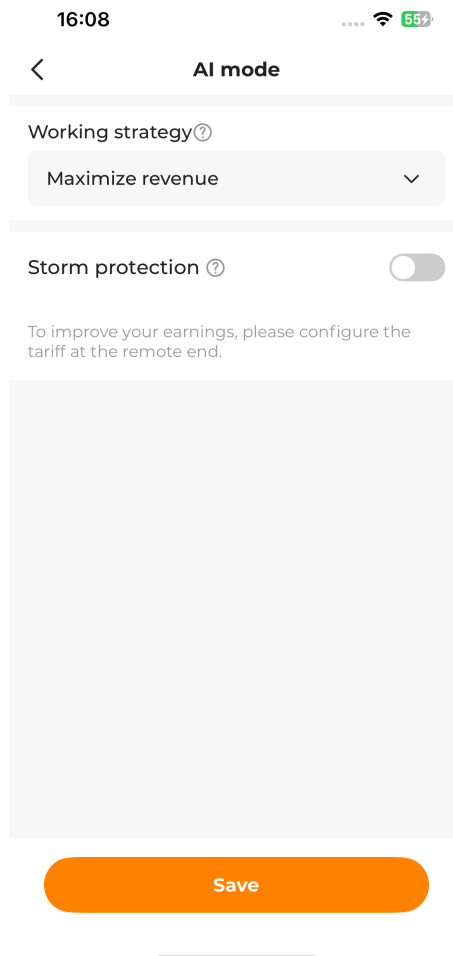 16:08
55
AI mode
Working strategy
Maximize revenue
Storm protection
To improve your earnings, please configure the
tariff at the remote end.
Save